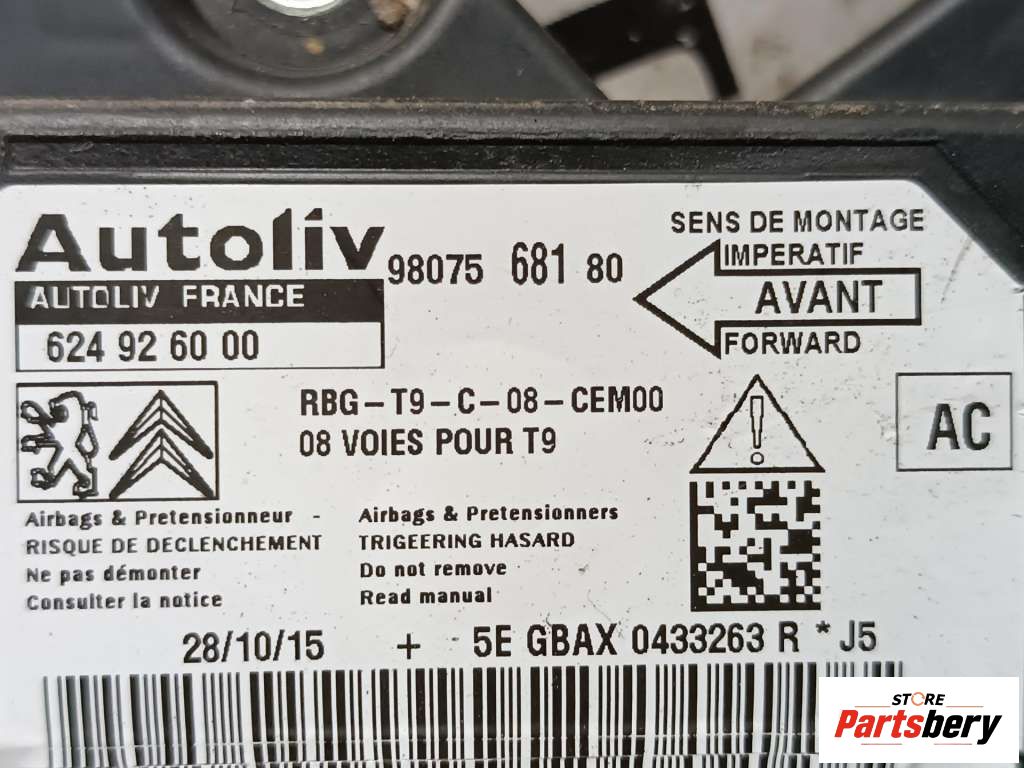 Autoliv
98075 681 80
SENS DE MONTAGE
IMPERATIF
AVANT
FORWARD
AUTOLIV FRANCE
624 92 60 00
RBG-T9-C-08-CEM00
08 VOIES POUR T9
AC
Airbags & Pretensionneur -
RISQUE DE DECLENCHEMENT
Ne pas démonter
Consulter la notice
Airbags & Pretensionners
TRIGEERING HASARD
Do not remove
Read manual
28/10/15 + 5E GBAX 0433263 R * J5
STORE
Partsbery